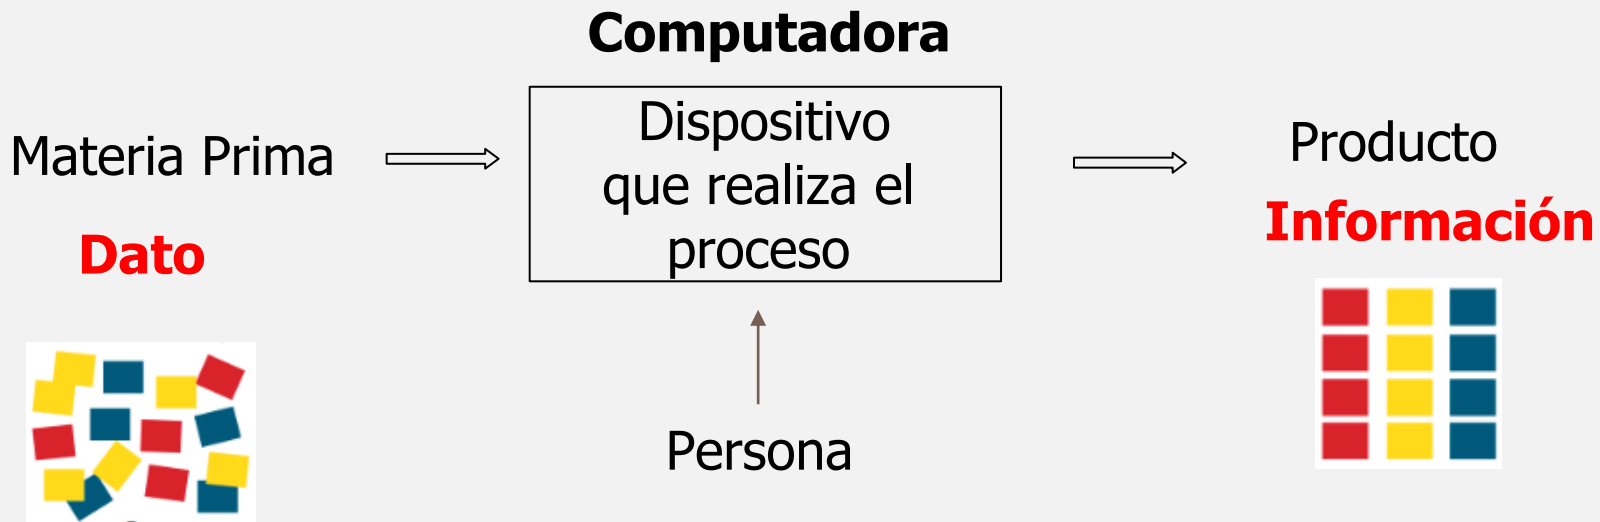 Computadora
Materia Prima
Dato
Dispositivo
que realiza el
proceso
Persona
Producto
Información